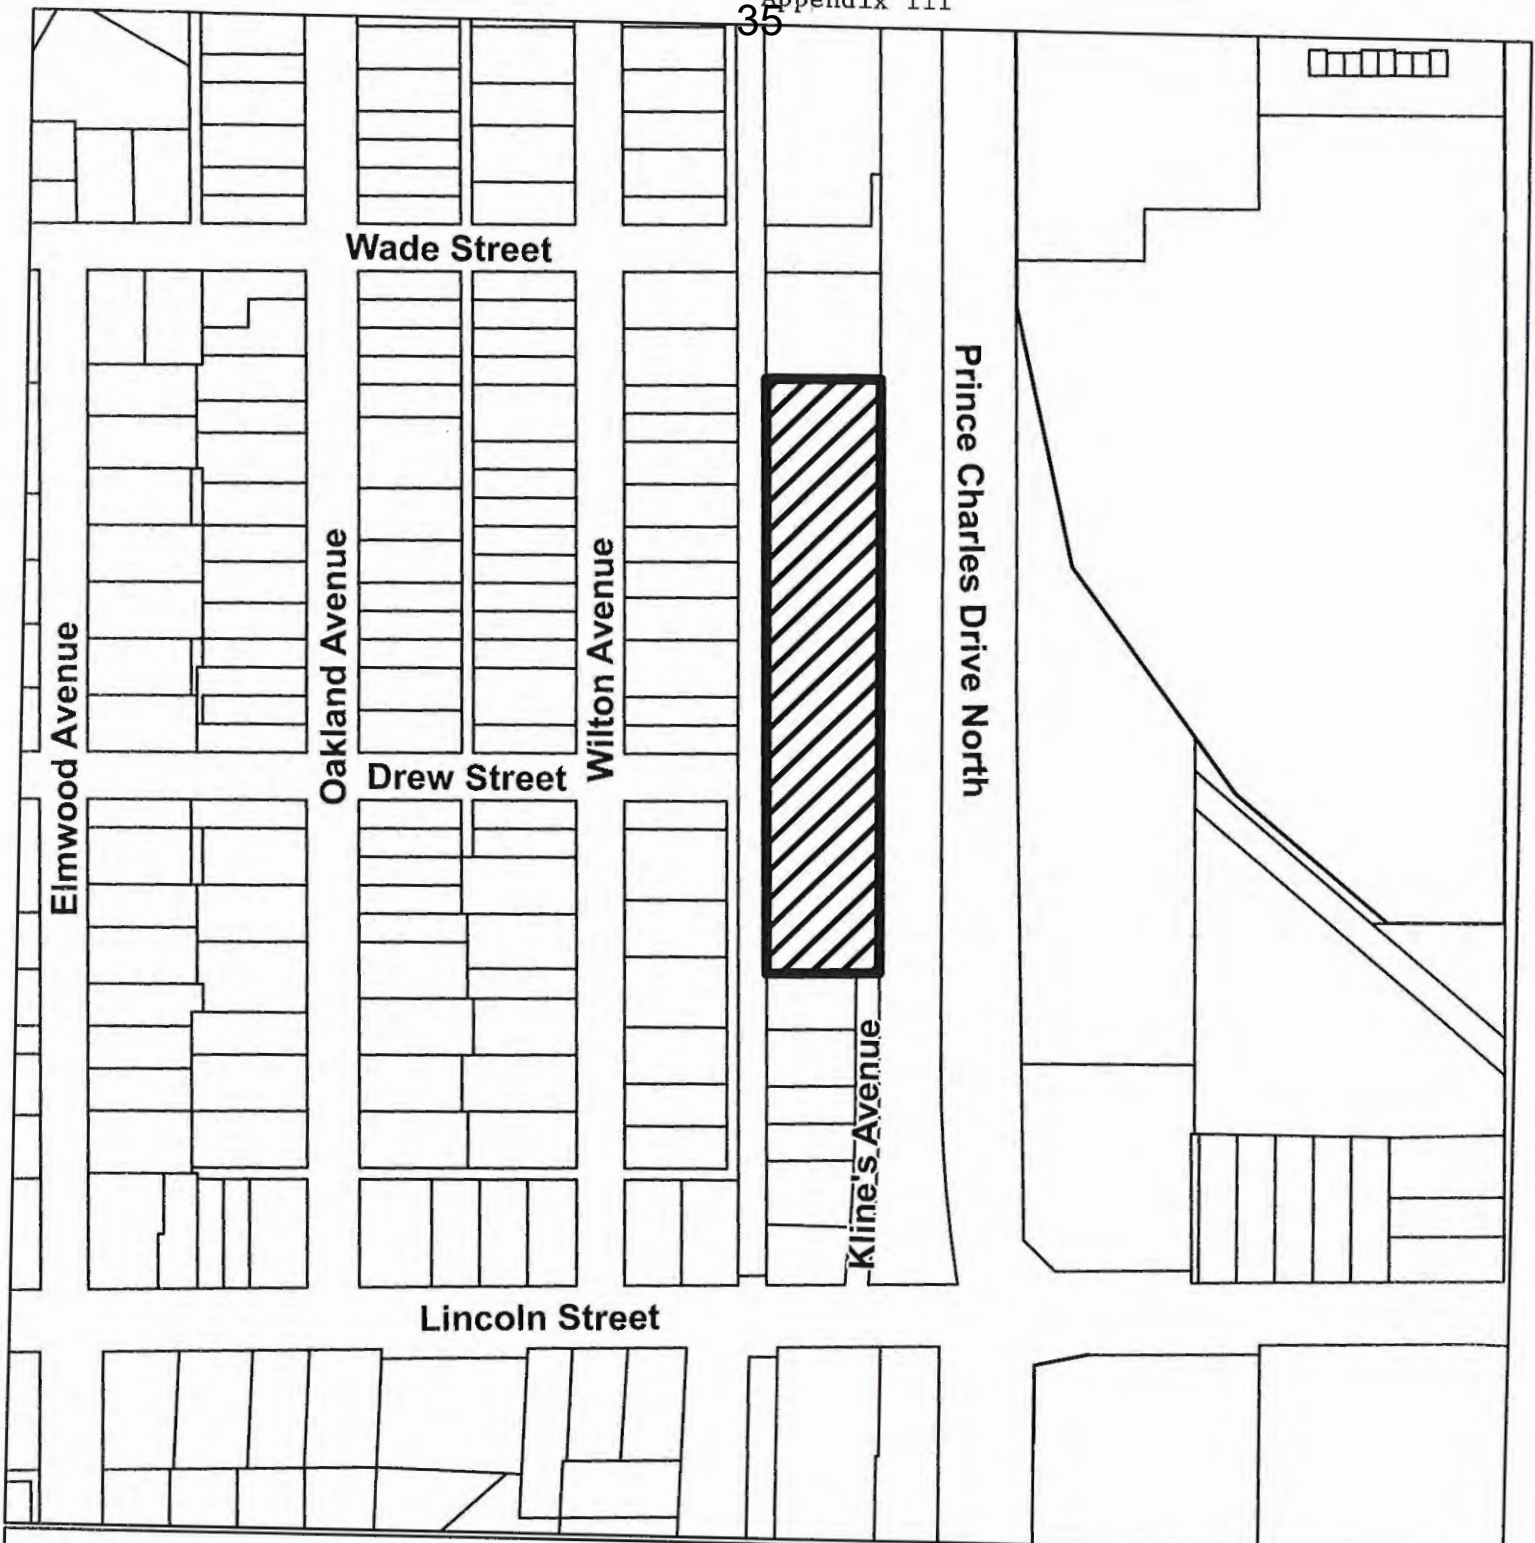 Appendix III
35
Wade Street
Prince Charles Drive North
Oakland Avenue
Wilton Avenue
Elmwood Avenue
Drew Street
Kline's Avenue
Lincoln Street